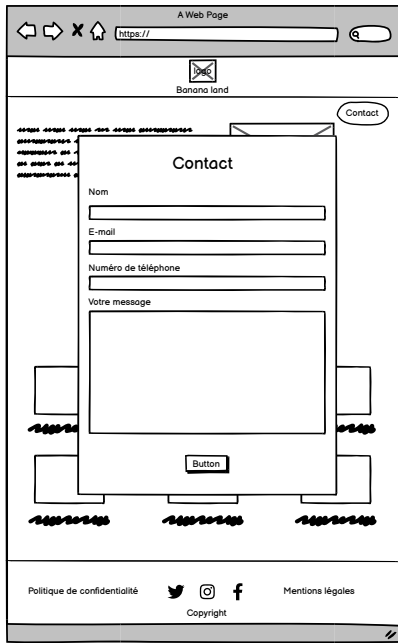 A Web Page
https://
logo
Banana land
Contact
Contact
Nom
E-mail
Numéro de téléphone
Votre message
Button
Politique de confidentialité
Mentions légales
Copyright